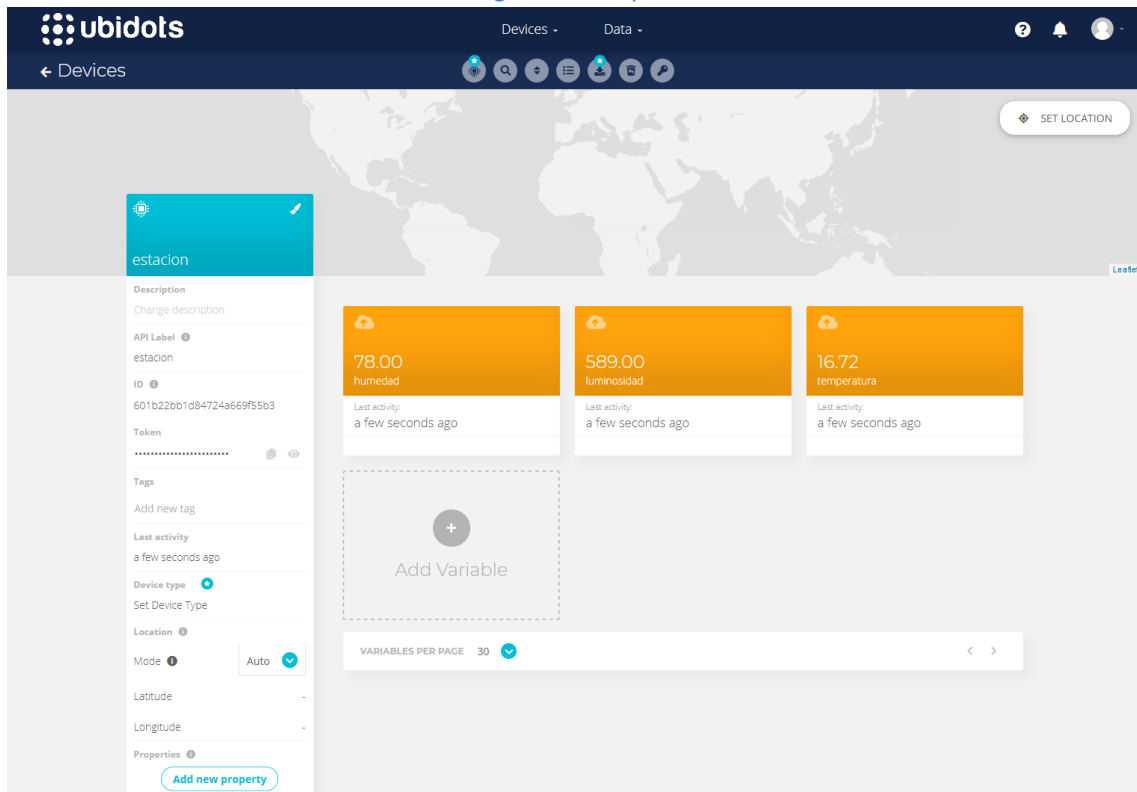 ubidots
Devices
Data
Devices
SET LOCATION
estacion
Description
Change description
API Label
estacion
ID
601b22bb1d84724a669f55b3
Token
Tags
Add new tag
Last activity
a few seconds ago
Device type
Set Device Type
Location
Mode Auto
Latitude -
Longitude -
Properties
Add new property
78.00
humedad
Last activity:
a few seconds ago
589.00
luminosidad
Last activity:
a few seconds ago
16.72
temperatura
Last activity:
a few seconds ago
Add Variable
VARIABLES PER PAGE 30